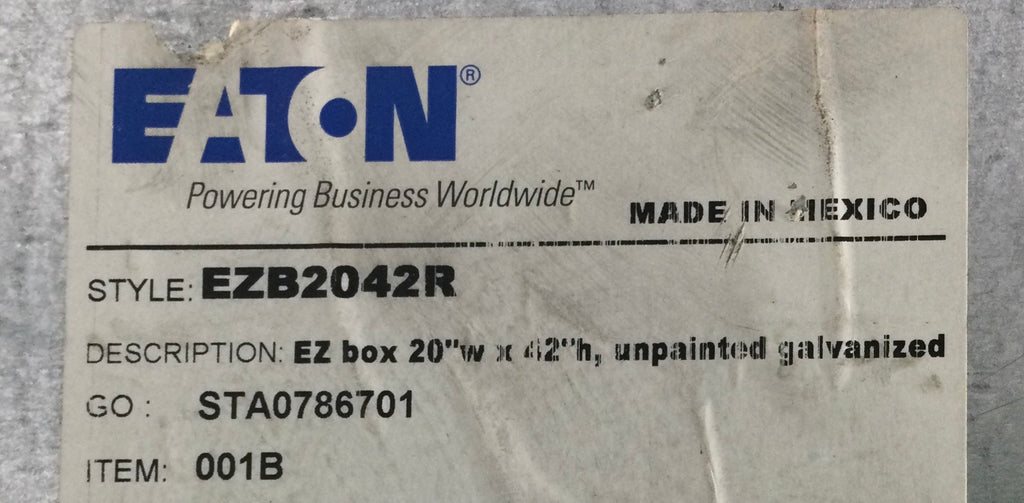 EATON®
Powering Business Worldwide™
MADE IN MEXICO
STYLE: EZB2042R
DESCRIPTION: EZ box 20"w x 42"h, unpainted galvanized
GO : STA0786701
ITEM: 001B